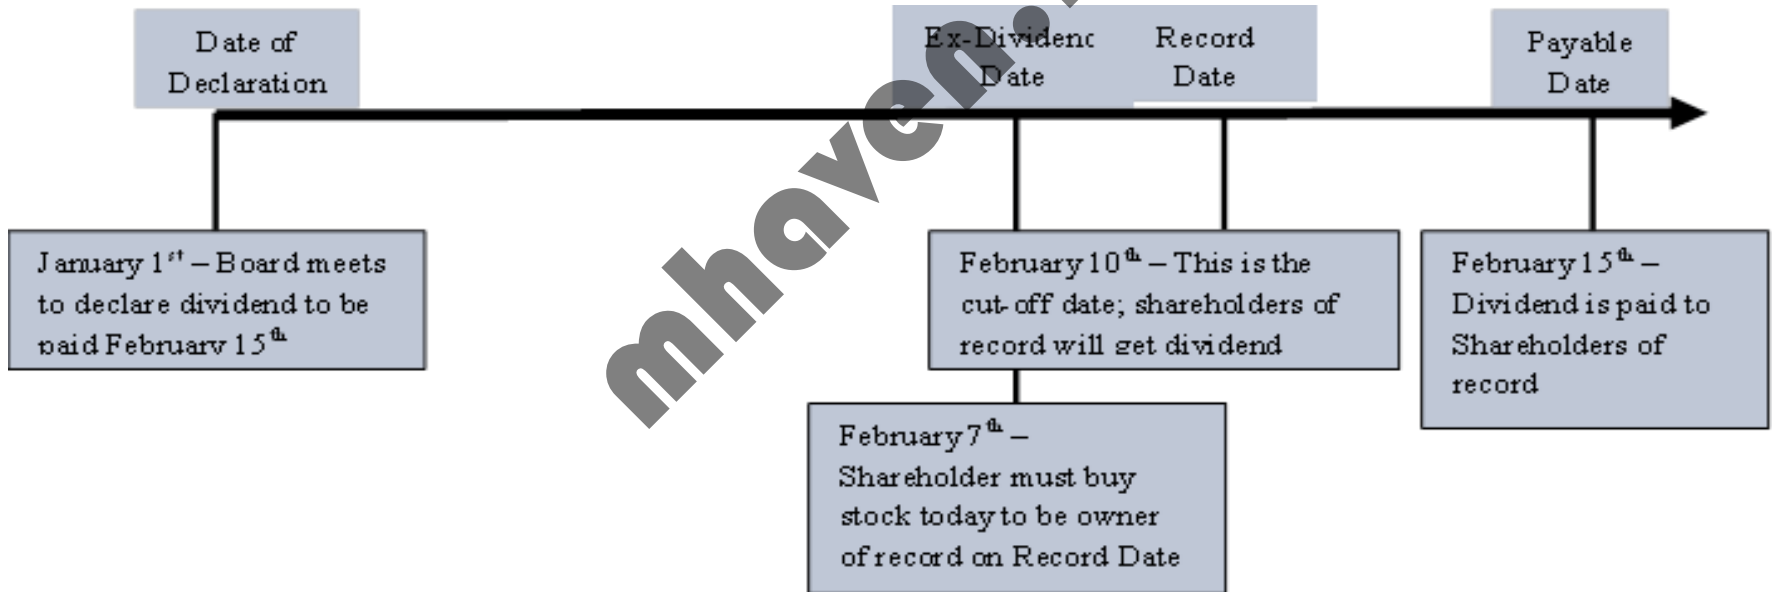 Date of
Declaration
Ex-Dividend
Date
Record
Date
Payable
Date
January 1st – Board meets
to declare dividend to be
paid February 15th
February 10th – This is the
cut-off date; shareholders of
record will get dividend
February 15th –
Dividend is paid to
Shareholders of
record
February 7th –
Shareholder must buy
stock today to be owner
of record on Record Date
mhaven.